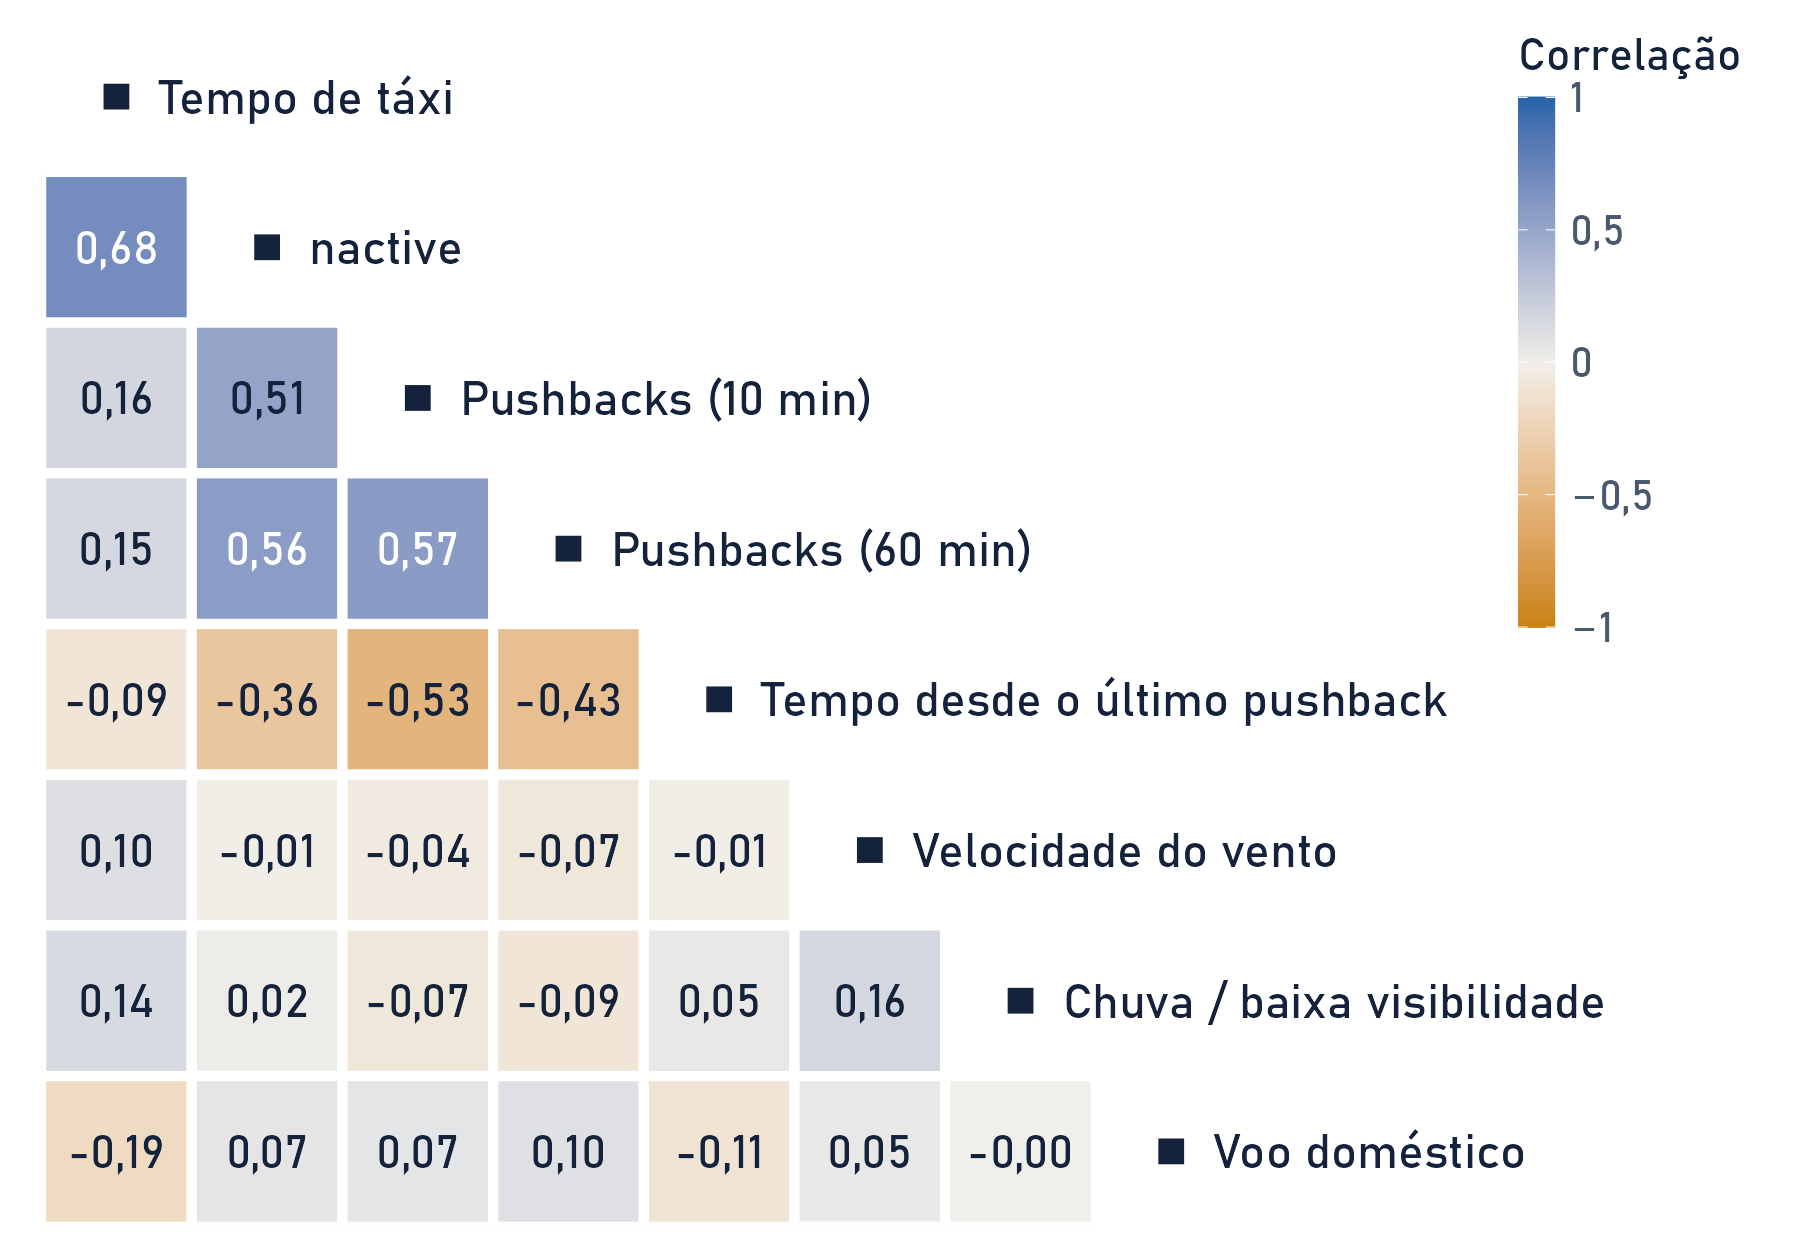 Correlação
1
Tempo de táxi
0,5
0,68
nactive
0
0,16 0,51
Pushbacks (10 min)
−0,5
0,15 0,56 0,57
Pushbacks (60 min)
−1
-0,09 -0,36 -0,53 -0,43
Tempo desde o último pushback
0,10 -0,01 -0,04 -0,07 -0,01
Velocidade do vento
0,14 0,02 -0,07 -0,09 0,05 0,16
Chuva / baixa visibilidade
-0,19 0,07 0,07 0,10 -0,11 0,05 -0,00
Voo doméstico